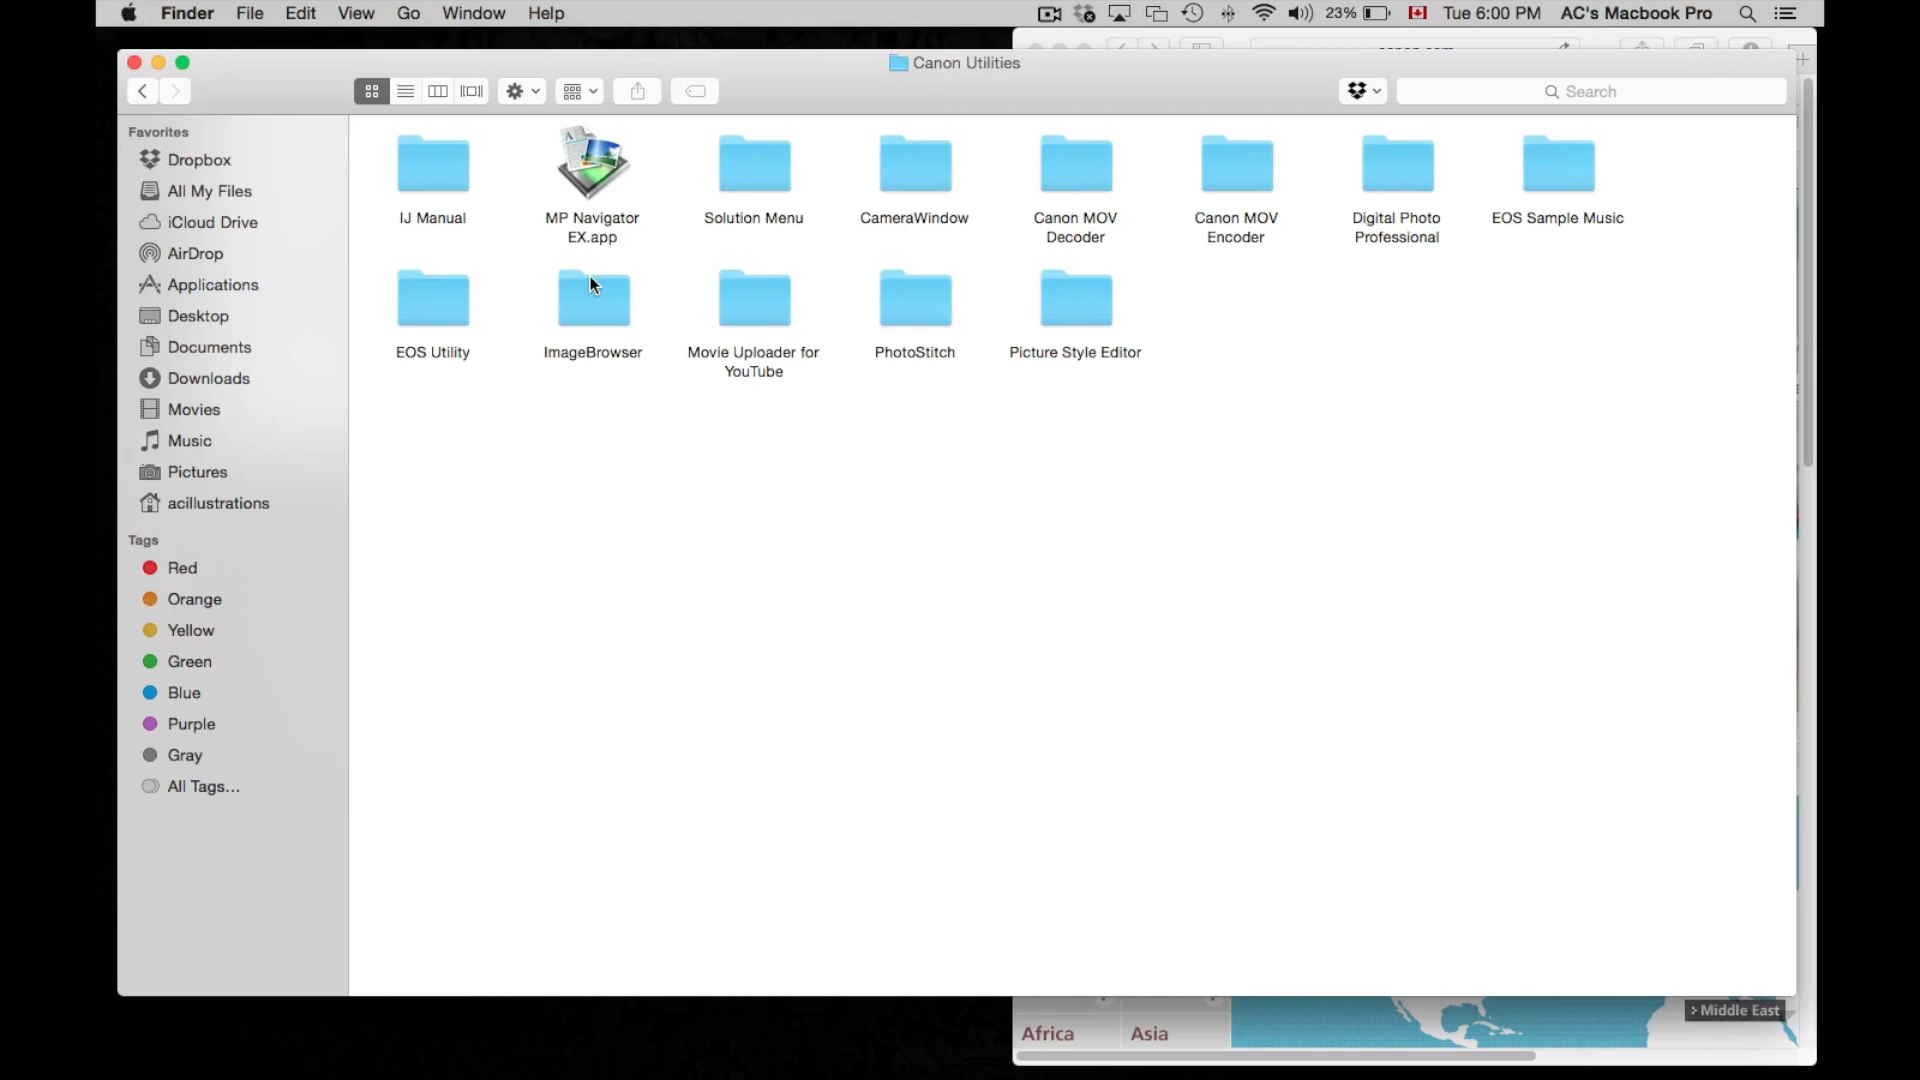 Finder File Edit View Go Window Help 23% Tue 6:00 PM AC's Macbook Pro
Canon Utilities
Search
Favorites
Dropbox
All My Files
iCloud Drive
AirDrop
Applications
Desktop
Documents
Downloads
Movies
Music
Pictures
acillustrations
Tags
Red
Orange
Yellow
Green
Blue
Purple
Gray
All Tags...
IJ Manual
MP Navigator
EX.app
Solution Menu
CameraWindow
Canon MOV
Decoder
Canon MOV
Encoder
Digital Photo
Professional
EOS Sample Music
EOS Utility
ImageBrowser
Movie Uploader for
YouTube
PhotoStitch
Picture Style Editor
Middle East
Africa
Asia